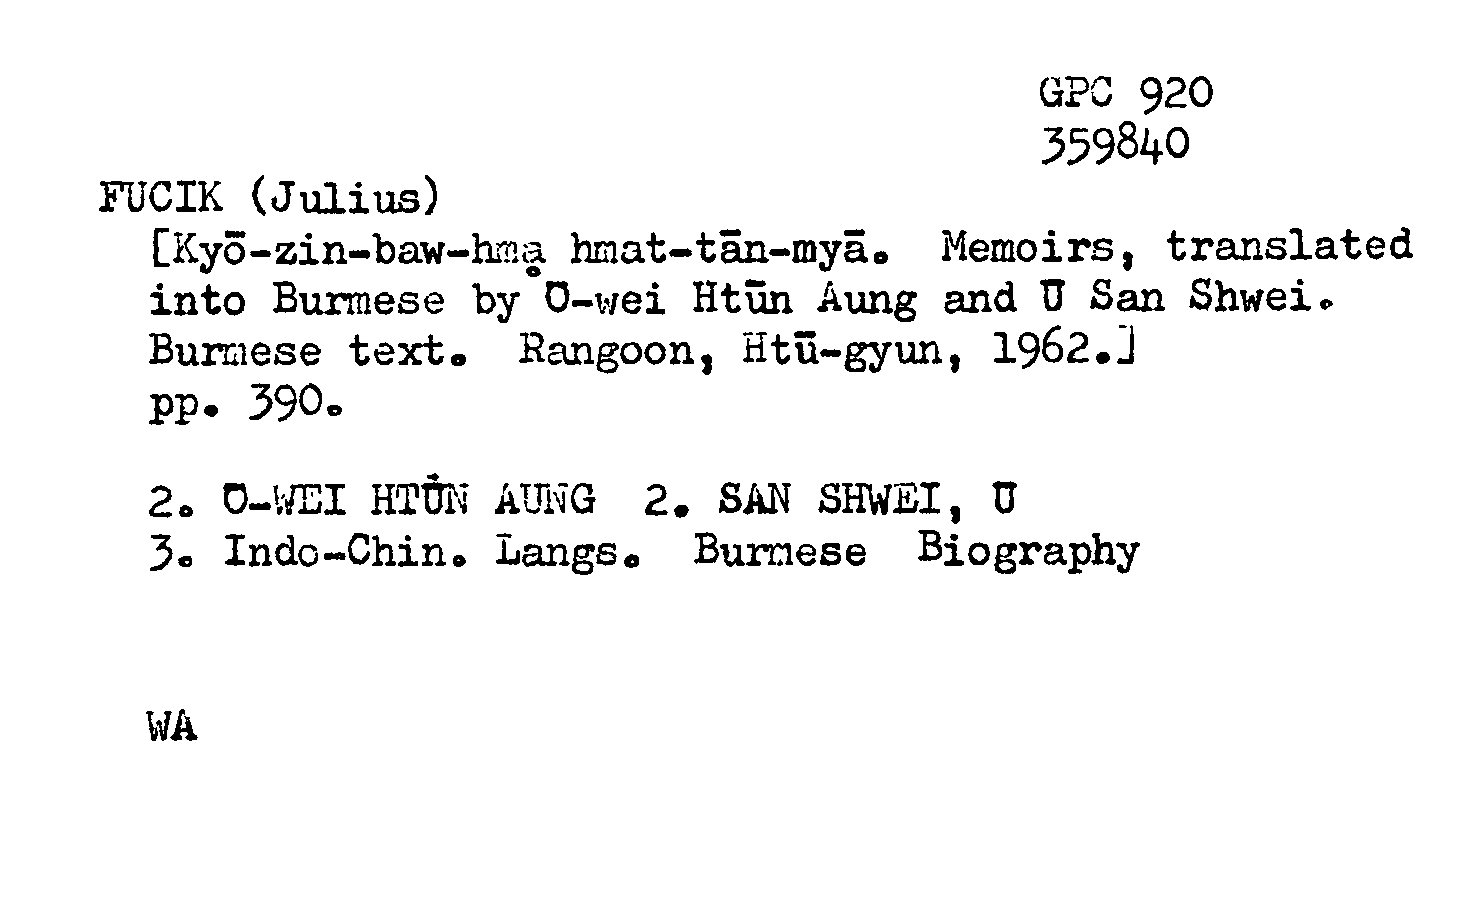 GPC 920
359840
FUCIK (Julius)
[Kyō-zin-baw-hmḁ hmat-tān-myā. Memoirs, translated
into Burmese by Ū-wei Htūn Aung and Ū San Shwei.
Burmese text. Rangoon, Htū-gyun, 1962.]
pp. 390.
2. Ū-WEI HTŪN AUNG 2. SAN SHWEI, Ū
3. Indo-Chin. Langs. Burmese Biography
WA